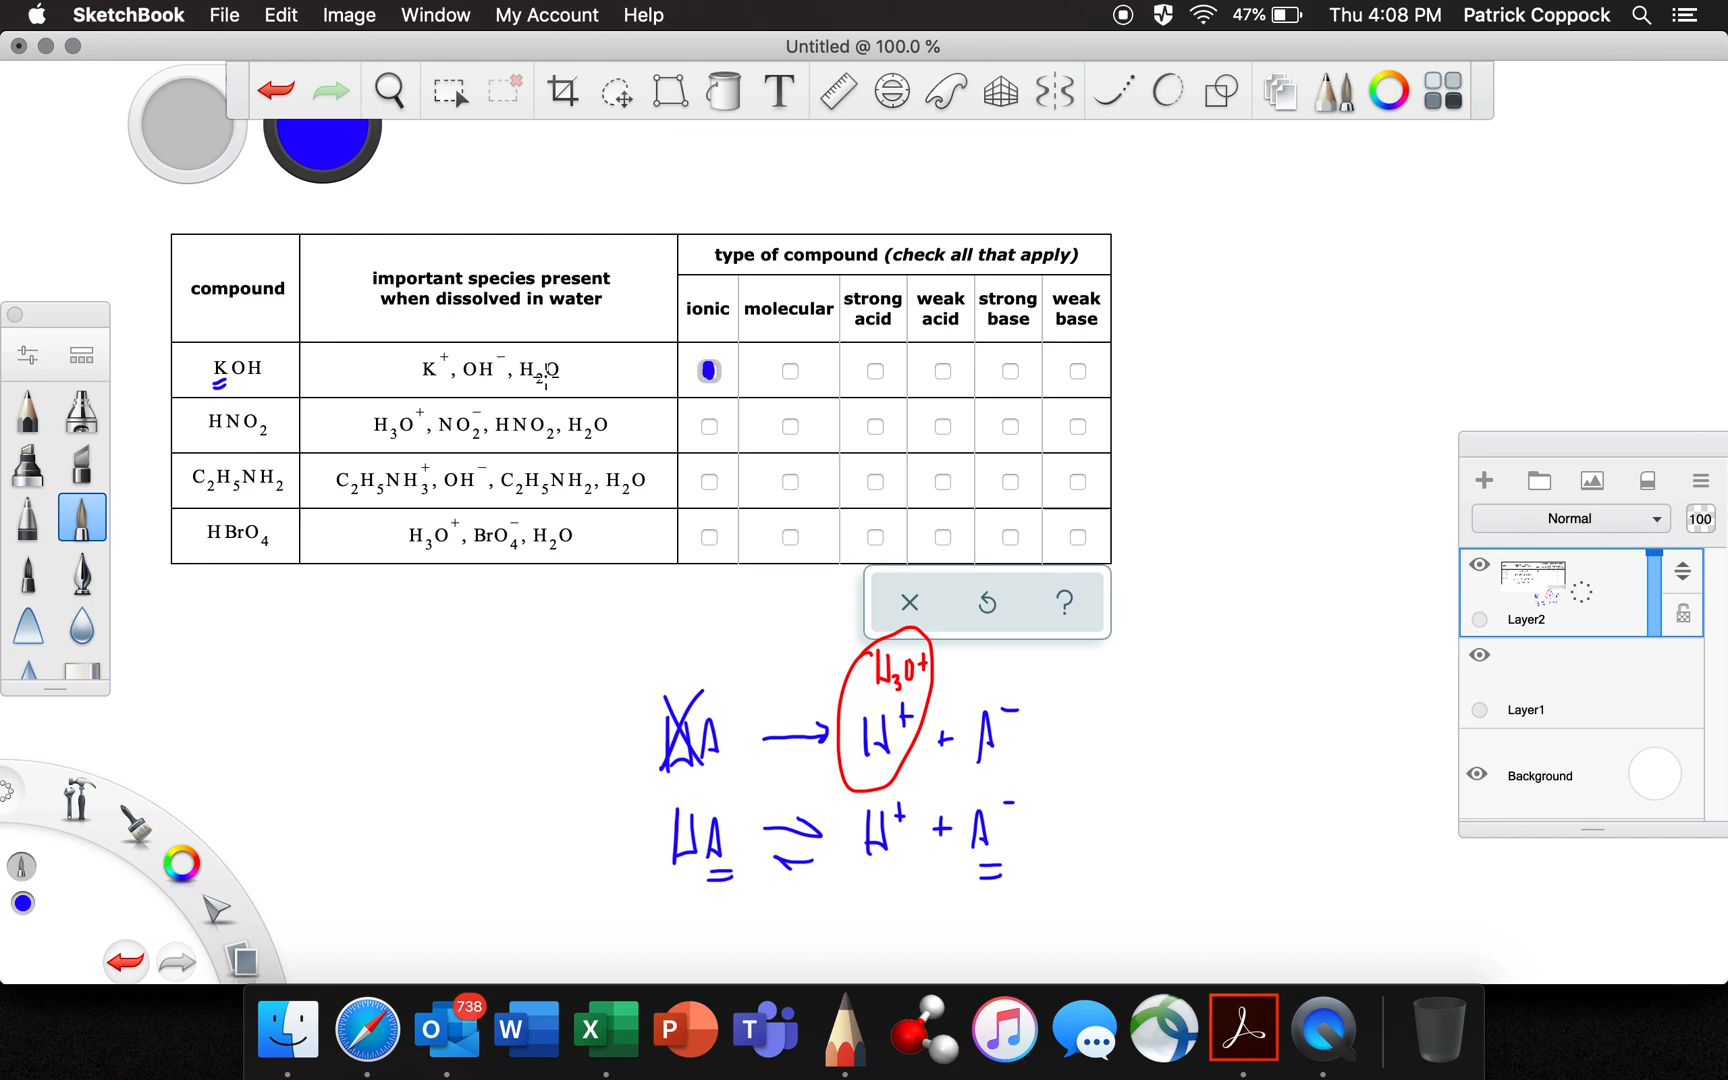 SketchBook File Edit Image Window My Account Help 47% Thu 4:08 PM Patrick Coppock
Untitled @ 100.0 %
T
compound
important species present
when dissolved in water
type of compound (check all that apply)
ionic molecular strong acid weak acid strong base weak base
KOH K⁺, OH⁻, H₂O
HNO₂ H₃O⁺, NO₂⁻, HNO₂, H₂O
C₂H₅NH₂ C₂H₅NH₃⁺, OH⁻, C₂H₅NH₂, H₂O
HBrO₄ H₃O⁺, BrO₄⁻, H₂O
× ?
H₃O⁺
HA → H⁺ + A⁻
HA ⇌ H⁺ + A⁻
Normal 100
Layer2
Layer1
Background
738
O W X P T